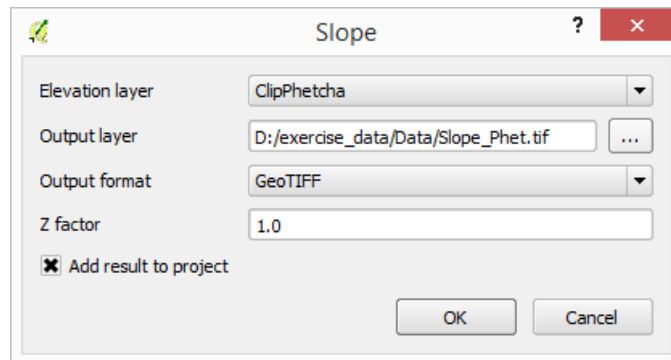 Slope
? ×
Elevation layer ClipPhetcha
Output layer D:/exercise_data/Data/Slope_Phet.tif ...
Output format GeoTIFF
Z factor 1.0
Add result to project
OK Cancel